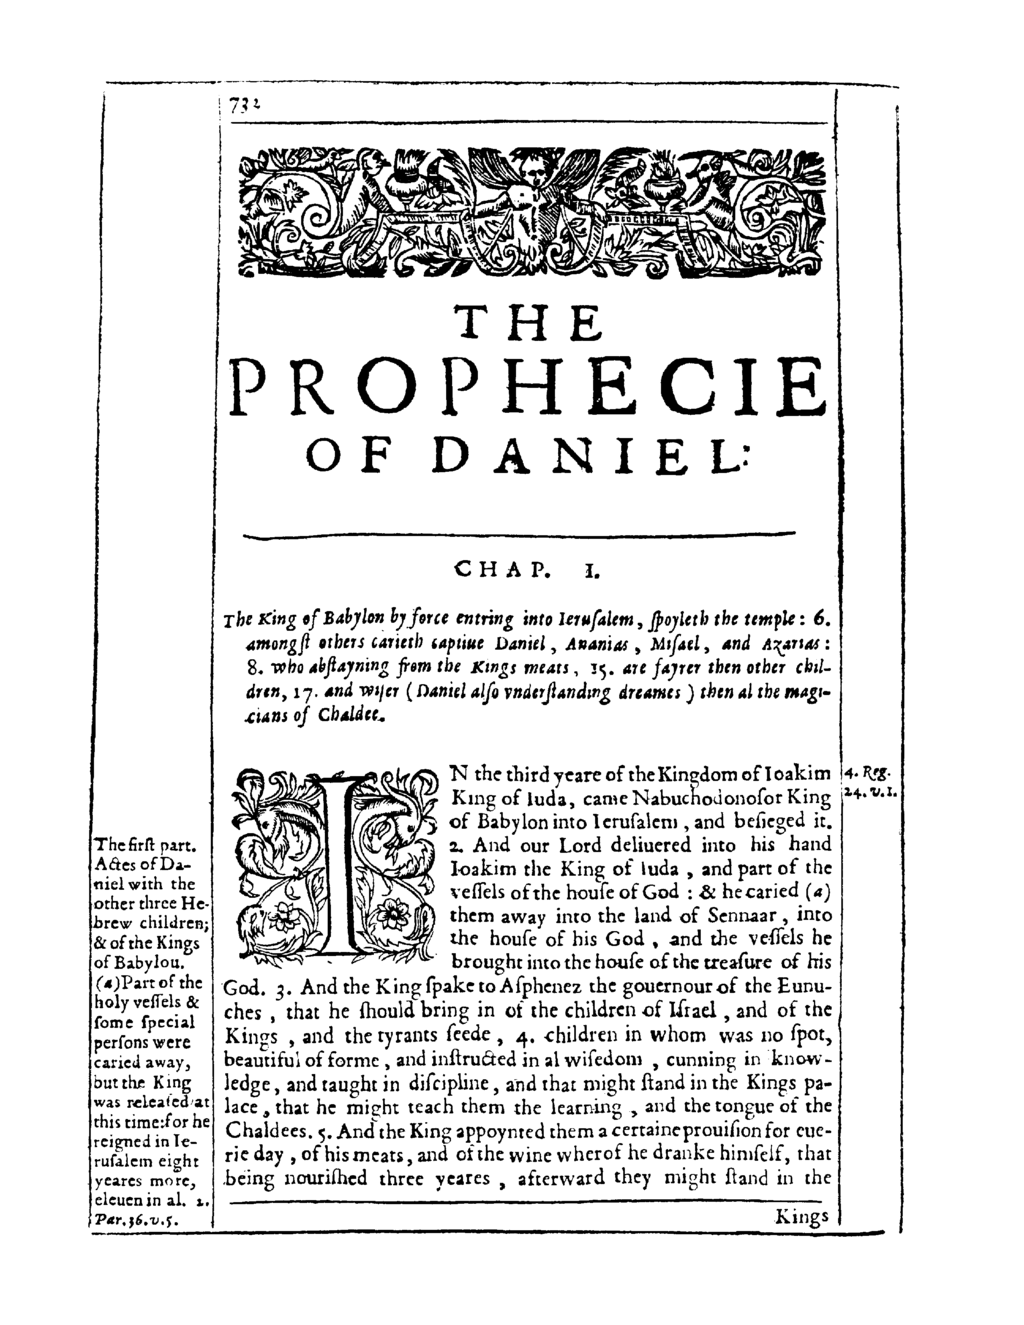 732
THE
PROPHECIE
OF DANIEL:
CHAP. I.
The King of Babylon by force entring into Ieruſalem, ſpoyleth the temple: 6.
amongſt others carieth captiue Daniel, Ananias, Miſael, and Azarias:
8. who abſtayning from the Kings meats, 15. are fayrer then other chil-
dren, 17. and wiſer (Daniel alſo vnderſtanding dreames) then al the magi-
cians of Chaldee.
IN the third yeare of the Kingdom of Ioakim
King of Iuda, came Nabuchodonoſor King
of Babylon into Ieruſalem, and beſieged it.
2. And our Lord deliuered into his hand
Ioakim the King of Iuda, and part of the
veſſels of the houſe of God: & he caried (a)
them away into the land of Sennaar, into
the houſe of his God, and the veſſels he
brought into the houſe of the treaſure of his
God. 3. And the King ſpake to Aſphenez the gouernour of the Eunu-
ches, that he ſhould bring in of the children of Iſrael, and of the
Kings, and the tyrants ſeede, 4. children in whom was no ſpot,
beautiful of forme, and inſtructed in al wiſedom, cunning in know-
ledge, and taught in diſcipline, and that might ſtand in the Kings pa-
lace, that he might teach them the learning, and the tongue of the
Chaldees. 5. And the King appoynted them a certaine prouiſion for eue-
rie day, of his meats, and of the wine wherof he dranke himſelf, that
being nouriſhed three yeares, afterward they might ſtand in the
Kings
4. Reg.
24. v. 1.
The firſt part.
Actes of Da-
niel with the
other three He-
brew children;
& of the Kings
of Babylon.
(a) Part of the
holy veſſels &
ſome ſpecial
perſons were
caried away,
but the King
was releaſed at
this time: for he
reigned in Ie-
ruſalem eight
yeares more,
eleuen in al. 2.
Par. 36. v. 5.